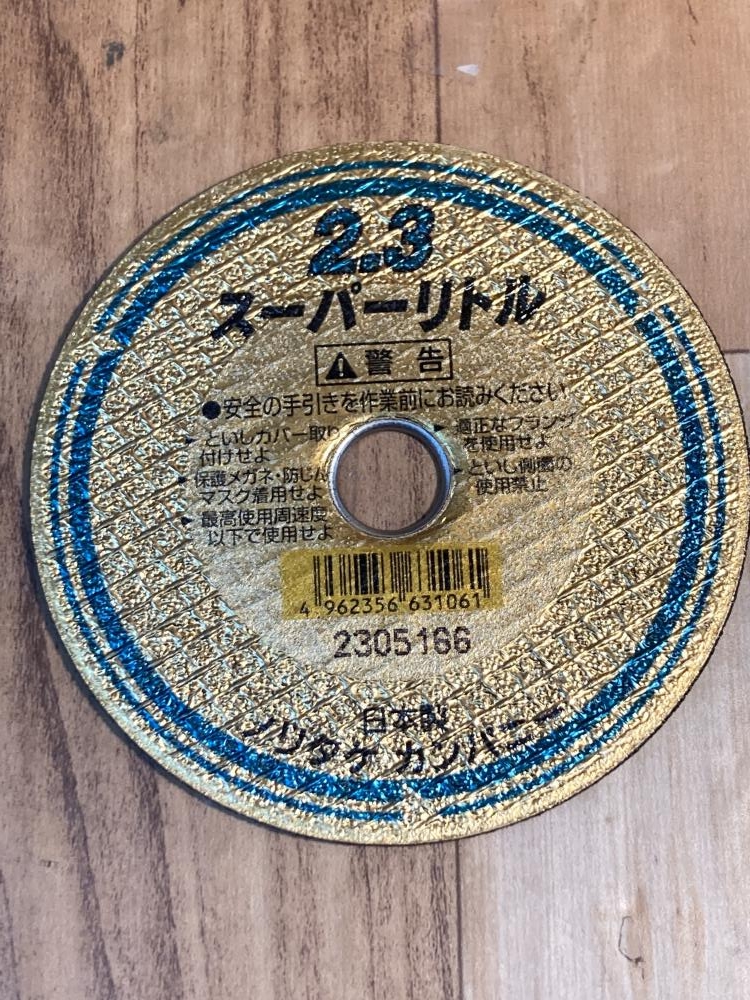 2.3
スーパーリトル
警告
●安全の手引きを作業前にお読みください
▶といしカバー取り
付けせよ
▶保護メガネ・防じん
マスク着用せよ
▶最高使用周速度
以下で使用せよ
▶適正なフランジ
を使用せよ
▶といし側面の
使用禁止
4 962356 631061
2305166
日本製
ノリタケカンパニー